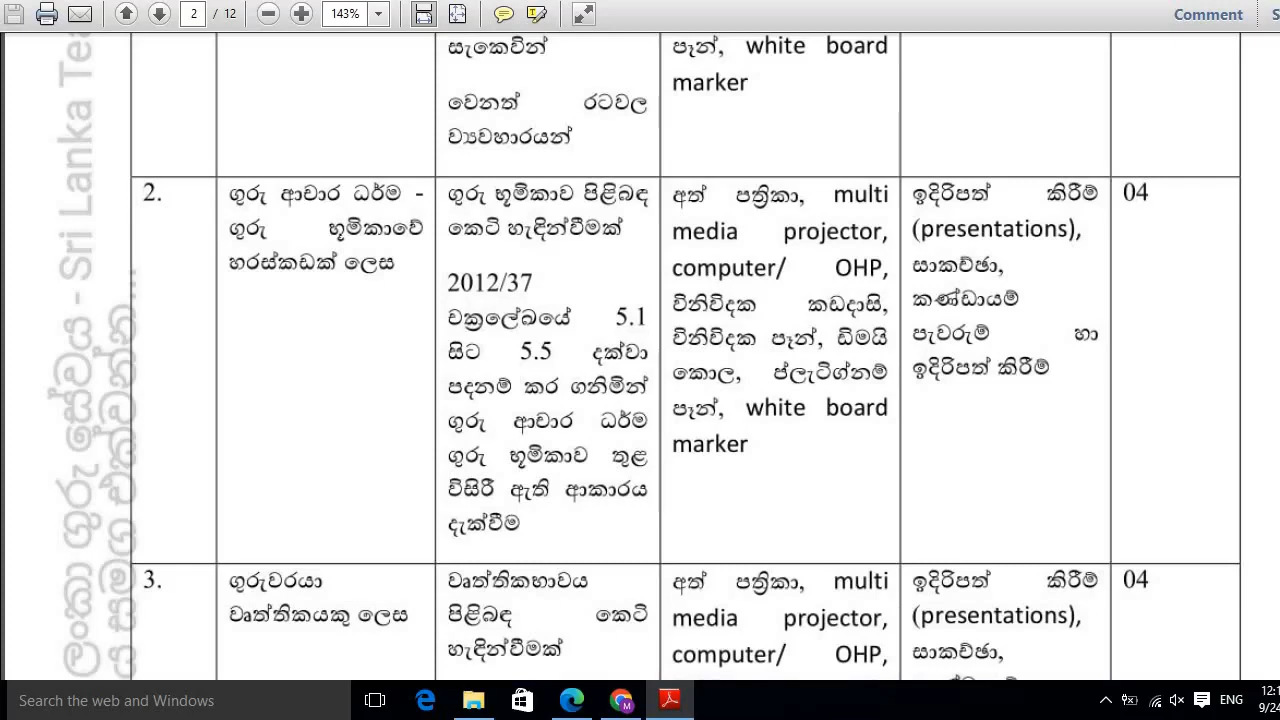 2 / 12
143%
Comment
සැකෙවින්
වෙනත් රටවල
ව්‍යවහාරයන්
පෑන්, white board
marker
2.
ගුරු ආචාර ධර්ම -
ගුරු භූමිකාවේ
හරස්කඩක් ලෙස
ගුරු භූමිකාව පිළිබඳ
කෙටි හැඳින්වීමක්
2012/37
චක්‍රලේඛයේ 5.1
සිට 5.5 දක්වා
පදනම් කර ගනිමින්
ගුරු ආචාර ධර්ම
ගුරු භූමිකාව තුළ
විසිරී ඇති ආකාරය
දැක්වීම
අත් පත්‍රිකා, multi
media projector,
computer/ OHP,
විනිවිදක කඩදාසි,
විනිවිදක පෑන්, ඩිමයි
කොල, ප්ලැටිග්නම්
පෑන්, white board
marker
ඉදිරිපත් කිරීම්
(presentations),
සාකච්ඡා,
කණ්ඩායම්
පැවරුම් හා
ඉදිරිපත් කිරීම්
04
3.
ගුරුවරයා
වෘත්තිකයකු ලෙස
වෘත්තිකභාවය
පිළිබඳ කෙටි
හැඳින්වීමක්
අත් පත්‍රිකා, multi
media projector,
computer/ OHP,
ඉදිරිපත් කිරීම්
(presentations),
සාකච්ඡා,
04
ලංකා ගුරු සේවය - Sri Lanka Tea
Search the web and Windows
ENG